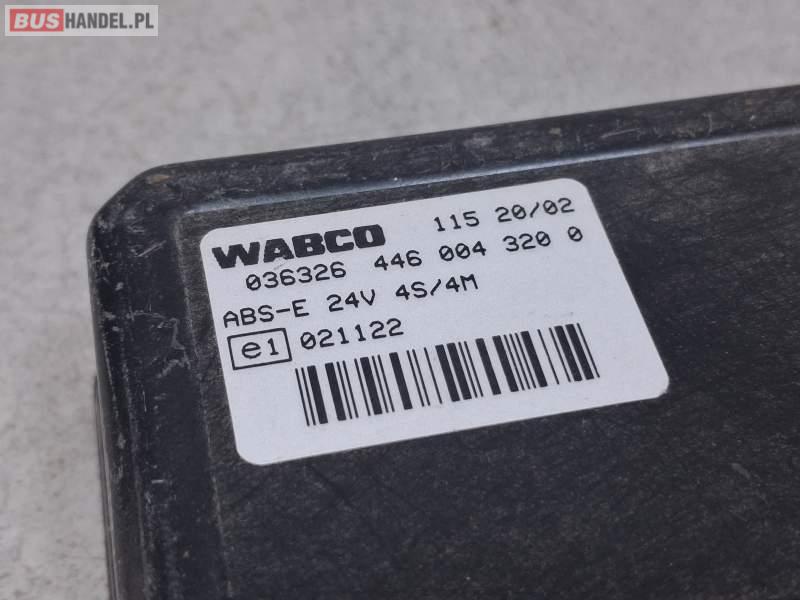 BUSHANDEL.PL
WABCO 115 20/02
036326 446 004 320 0
ABS-E 24V 4S/4M
e1 021122